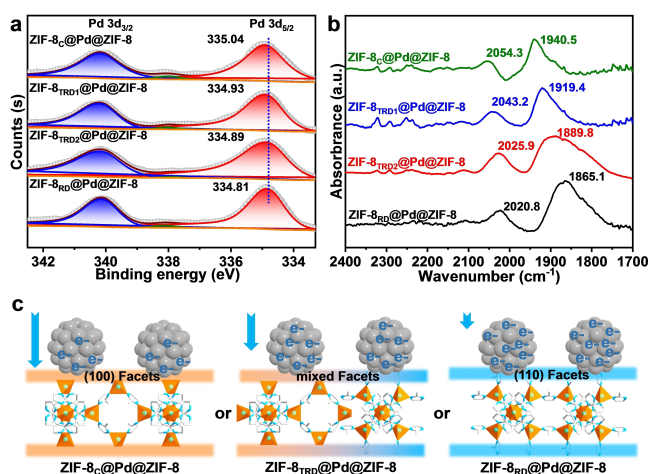 a
Pd 3d3/2
Pd 3d5/2
ZIF-8C@Pd@ZIF-8
335.04
ZIF-8TRD1@Pd@ZIF-8
334.93
ZIF-8TRD2@Pd@ZIF-8
334.89
ZIF-8RD@Pd@ZIF-8
334.81
Counts (s)
342 340 338 336 334
Binding energy (eV)
b
ZIF-8C@Pd@ZIF-8
2054.3
1940.5
ZIF-8TRD1@Pd@ZIF-8
2043.2
1919.4
ZIF-8TRD2@Pd@ZIF-8
2025.9
1889.8
ZIF-8RD@Pd@ZIF-8
2020.8
1865.1
Absorbrance (a.u.)
2400 2300 2200 2100 2000 1900 1800 1700
Wavenumber (cm-1)
c
e- e- e- e- e- e-
(100) Facets
ZIF-8C@Pd@ZIF-8
or
mixed Facets
ZIF-8TRD@Pd@ZIF-8
or
(110) Facets
ZIF-8RD@Pd@ZIF-8